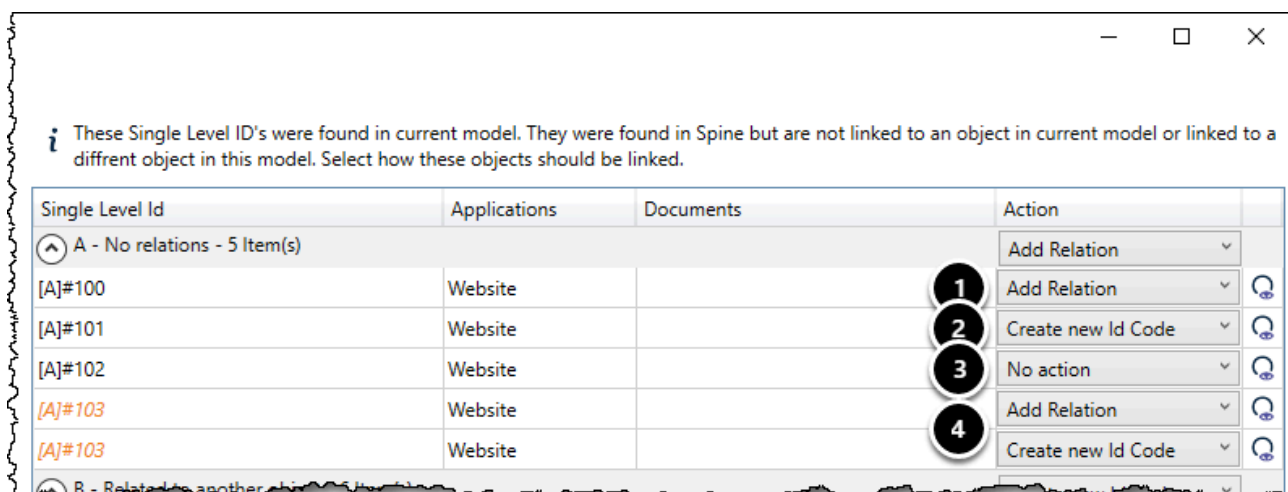 These Single Level ID's were found in current model. They were found in Spine but are not linked to an object in current model or linked to a
diffrent object in this model. Select how these objects should be linked.
Single Level Id Applications Documents Action
A - No relations - 5 Item(s) Add Relation
[A]#100 Website 1 Add Relation
[A]#101 Website 2 Create new Id Code
[A]#102 Website 3 No action
[A]#103 Website Add Relation
4
[A]#103 Website Create new Id Code
B - Related to another